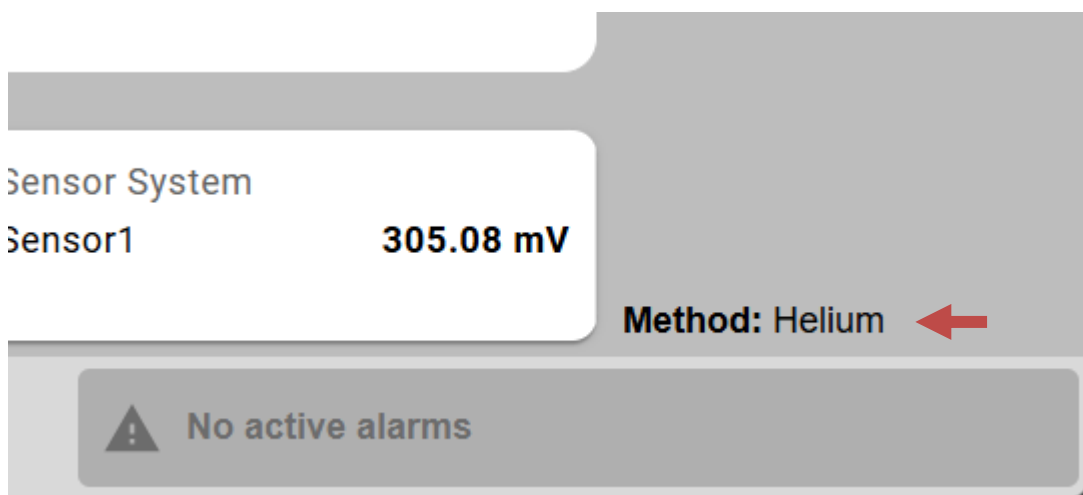 Sensor System
Sensor1 305.08 mV
Method: Helium
No active alarms